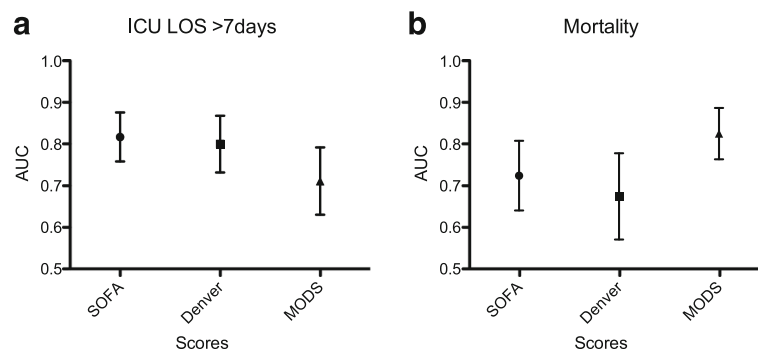 a
ICU LOS >7days
1.0
0.9
0.8
0.7
0.6
0.5
AUC
SOFA
Denver
MODS
Scores
b
Mortality
1.0
0.9
0.8
0.7
0.6
0.5
AUC
SOFA
Denver
MODS
Scores